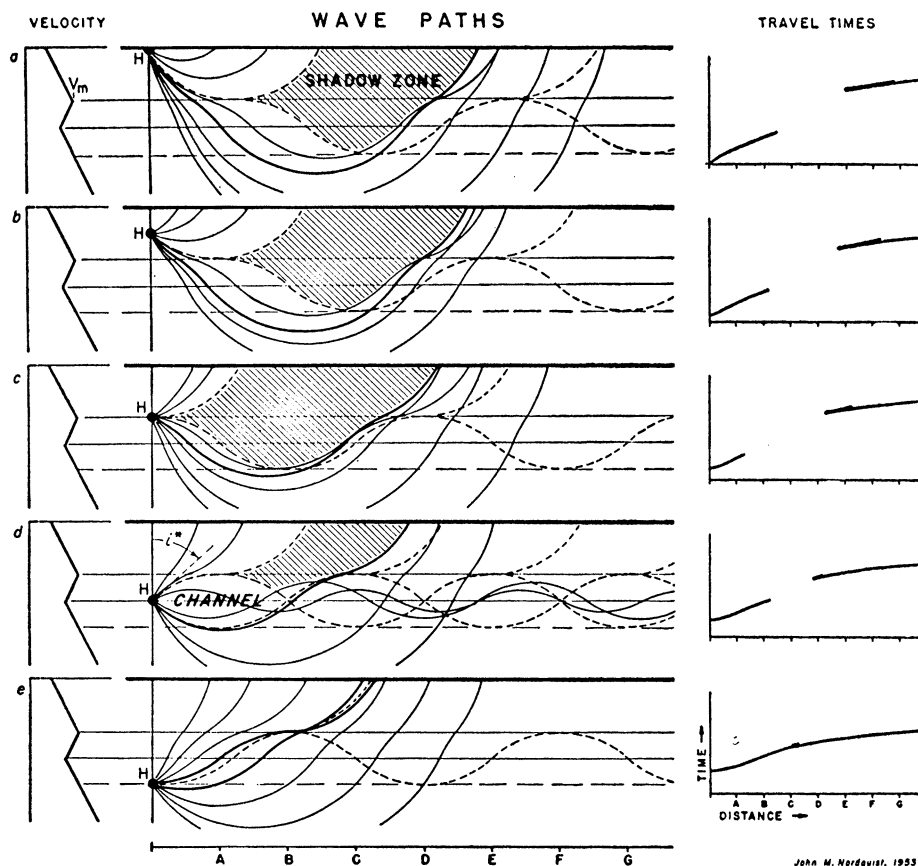 VELOCITY WAVE PATHS TRAVEL TIMES
a
Vm
H
SHADOW ZONE
b
H
c
H
d
i*
H
CHANNEL
e
H
A B C D E F G
TIME →
A B C D E F G
DISTANCE →
John M. Nordquist, 1953